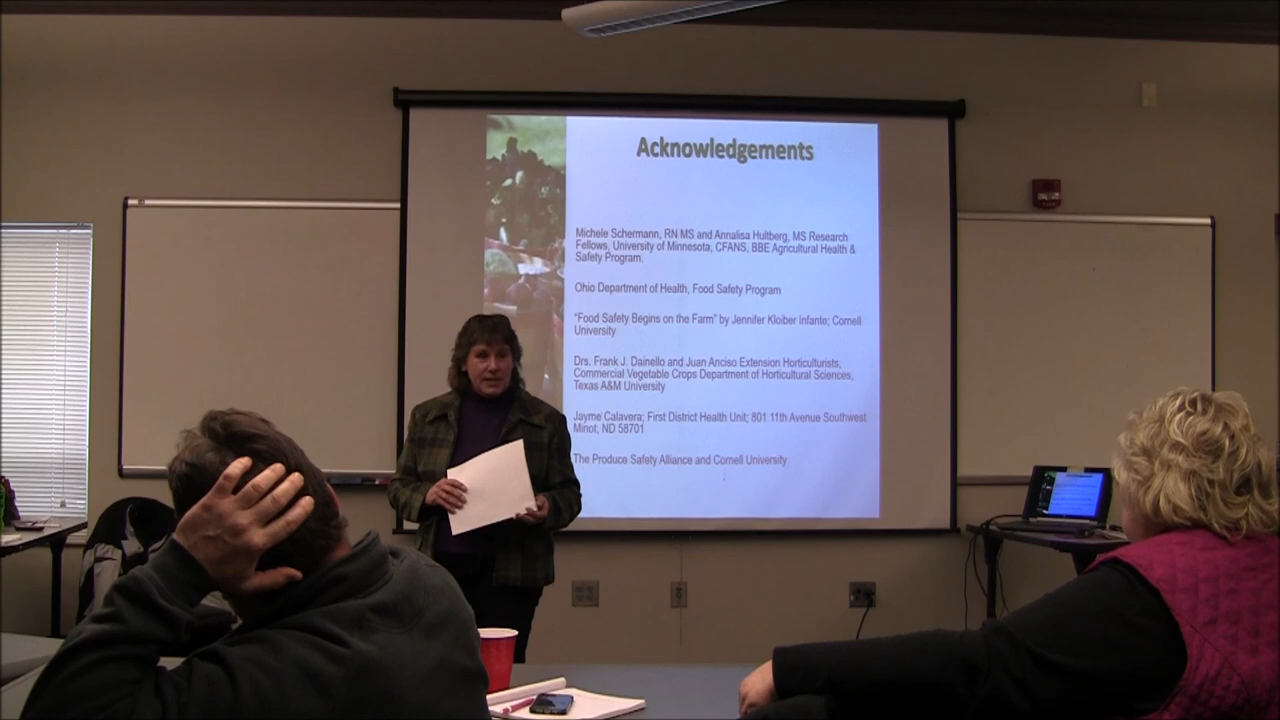 Acknowledgements
Michele Schermann, RN MS and Annalisa Hultberg, MS Research
Fellows, University of Minnesota, CFANS, BBE Agricultural Health &
Safety Program.
Ohio Department of Health, Food Safety Program
“Food Safety Begins on the Farm” by Jennifer Kloiber Infante; Cornell
University
Drs. Frank J. Dainello and Juan Anciso Extension Horticulturists,
Commercial Vegetable Crops Department of Horticultural Sciences,
Texas A&M University
Jayme Calavera; First District Health Unit; 801 11th Avenue Southwest
Minot, ND 58701
The Produce Safety Alliance and Cornell University